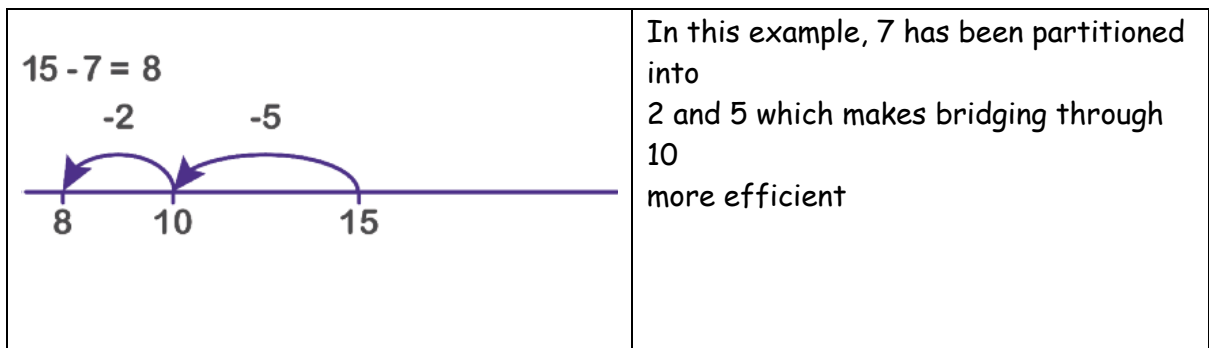 15 - 7 = 8
-2 -5
8 10 15
In this example, 7 has been partitioned
into
2 and 5 which makes bridging through
10
more efficient